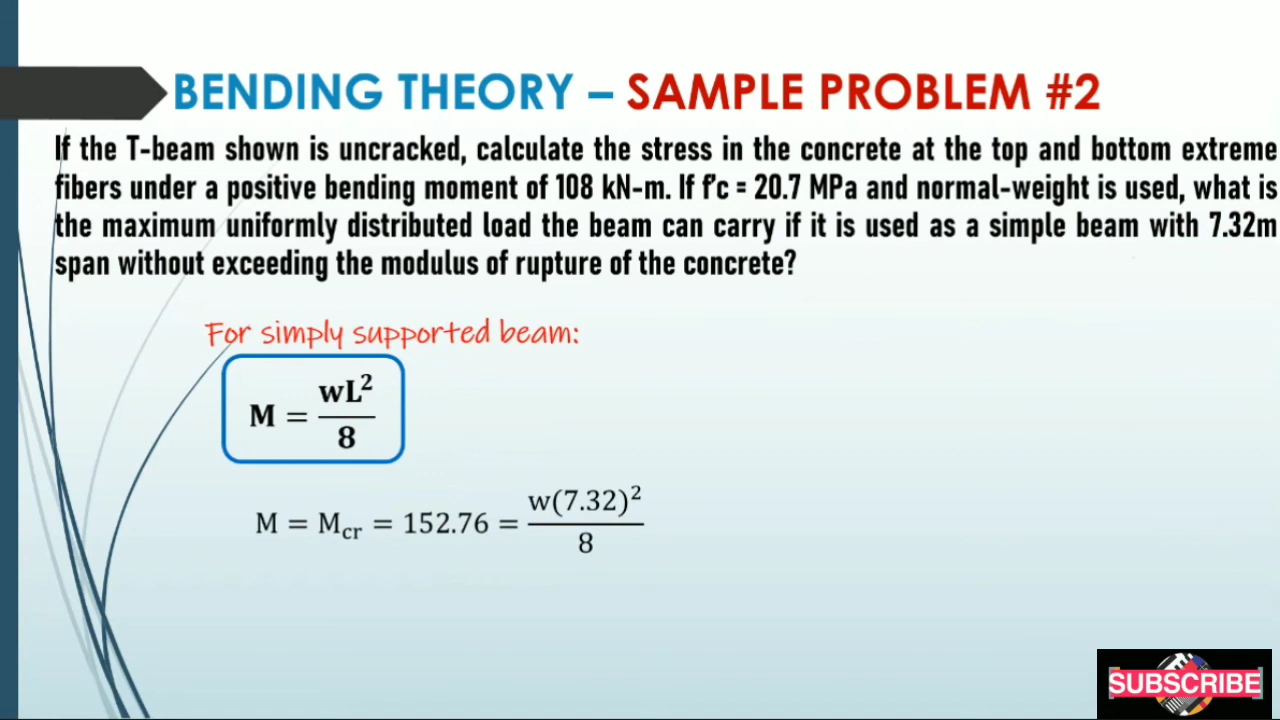 BENDING THEORY – SAMPLE PROBLEM #2
If the T-beam shown is uncracked, calculate the stress in the concrete at the top and bottom extreme
fibers under a positive bending moment of 108 kN-m. If f'c = 20.7 MPa and normal-weight is used, what is
the maximum uniformly distributed load the beam can carry if it is used as a simple beam with 7.32m
span without exceeding the modulus of rupture of the concrete?
For simply supported beam:
M = wL²/8
M = Mcr = 152.76 = w(7.32)²/8
SUBSCRIBE